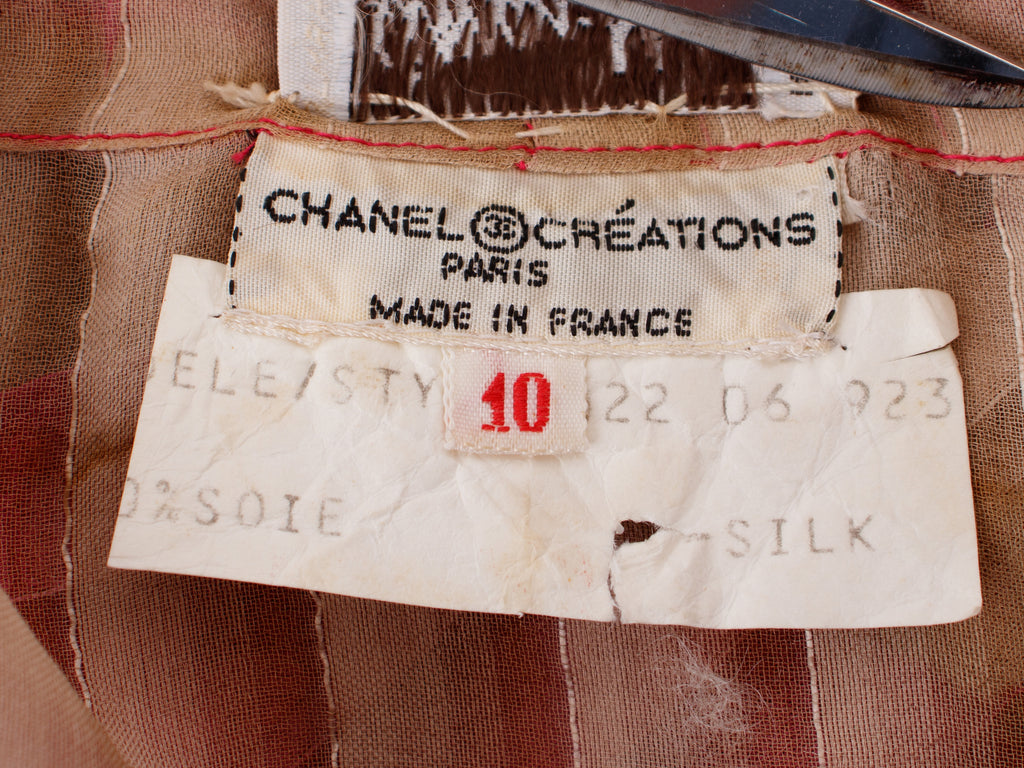 CHANEL CRÉATIONS
PARIS
MADE IN FRANCE
ELE/STY 10 22 06 923
%SOIE -SILK